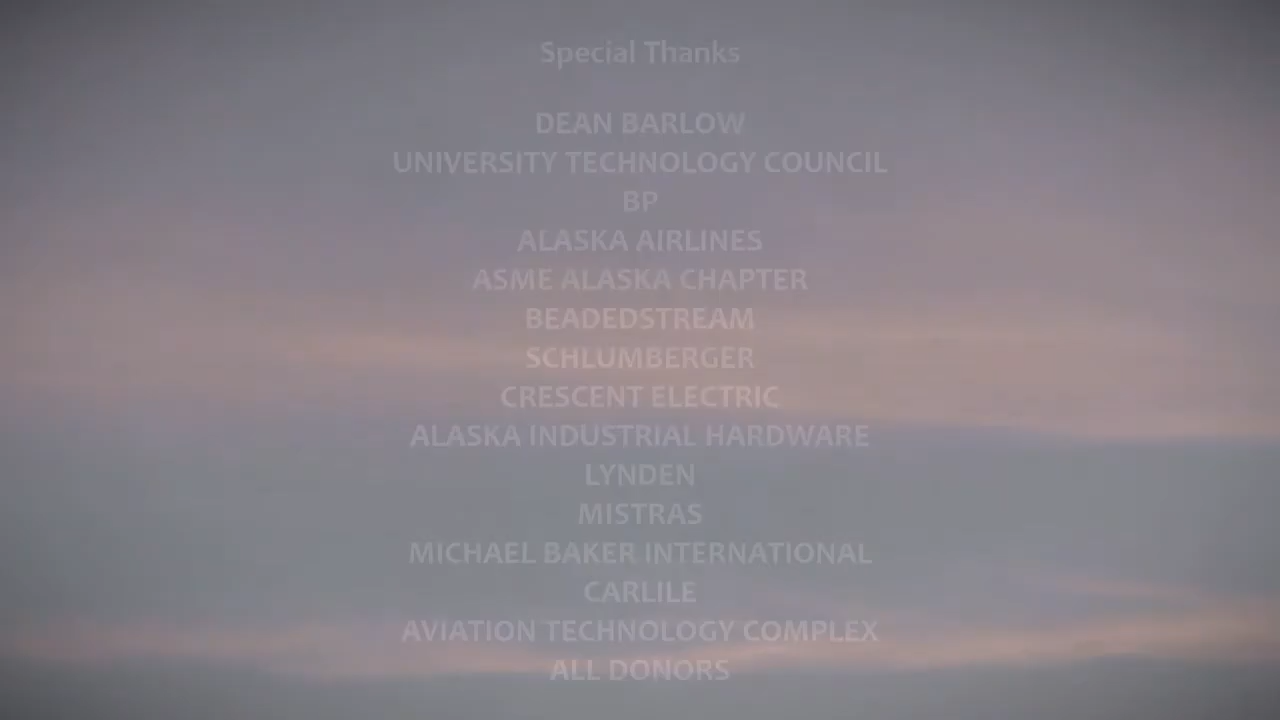 Special Thanks
DEAN BARLOW
UNIVERSITY TECHNOLOGY COUNCIL
BP
ALASKA AIRLINES
ASME ALASKA CHAPTER
BEADEDSTREAM
SCHLUMBERGER
CRESCENT ELECTRIC
ALASKA INDUSTRIAL HARDWARE
LYNDEN
MISTRAS
MICHAEL BAKER INTERNATIONAL
CARLILE
AVIATION TECHNOLOGY COMPLEX
ALL DONORS